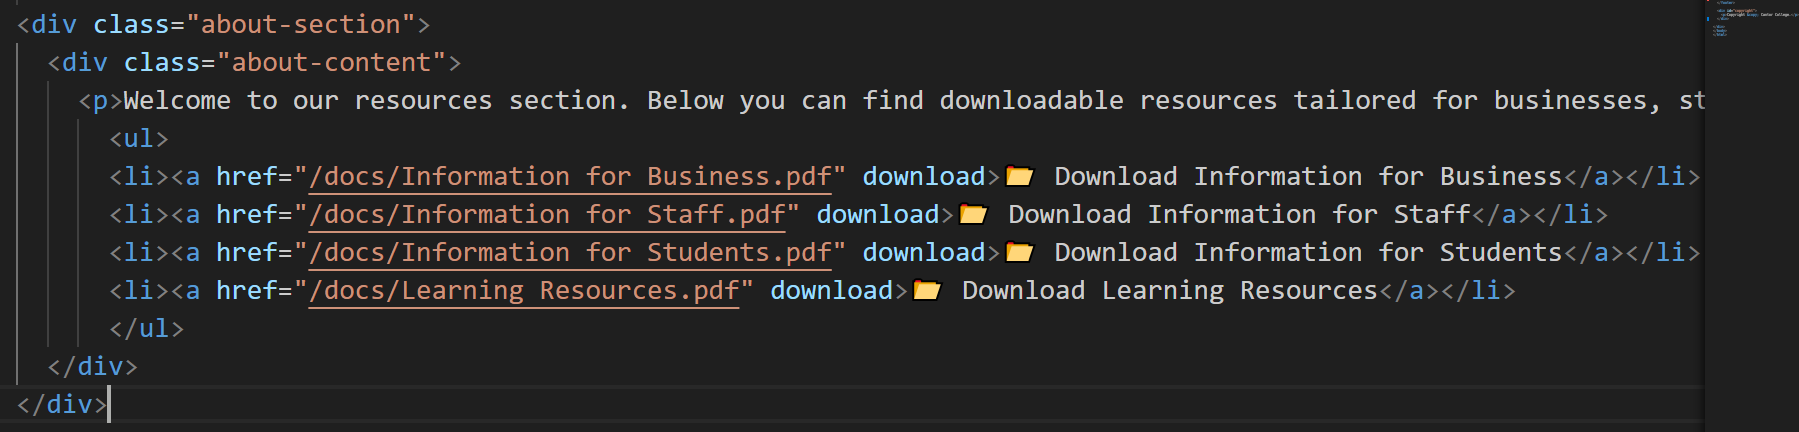 <div class="about-section">
<div class="about-content">
<p>Welcome to our resources section. Below you can find downloadable resources tailored for businesses, st
<ul>
<li><a href="/docs/Information for Business.pdf" download>📂 Download Information for Business</a></li>
<li><a href="/docs/Information for Staff.pdf" download>📂 Download Information for Staff</a></li>
<li><a href="/docs/Information for Students.pdf" download>📂 Download Information for Students</a></li>
<li><a href="/docs/Learning Resources.pdf" download>📂 Download Learning Resources</a></li>
</ul>
</div>
</div>